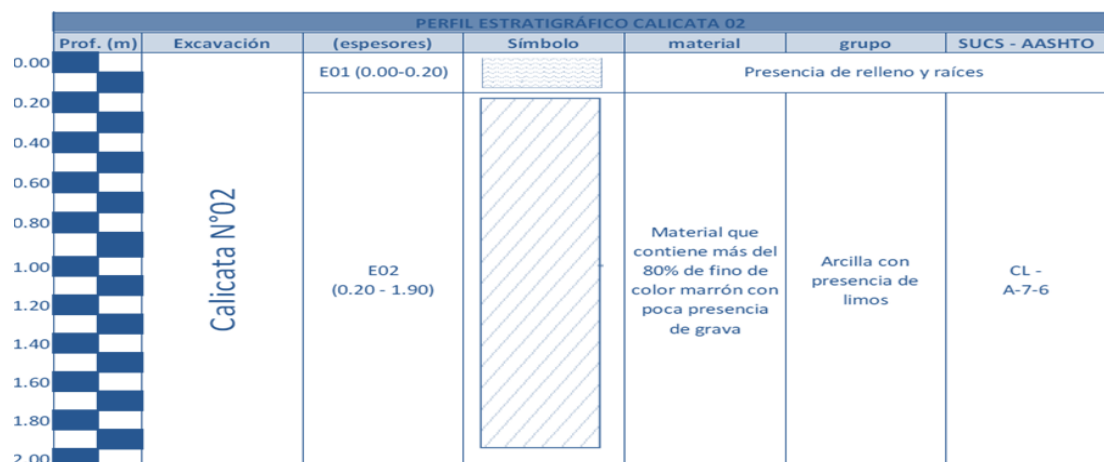 PERFIL ESTRATIGRÁFICO CALICATA 02
Prof. (m) Excavación (espesores) Símbolo material grupo SUCS - AASHTO
0.00
0.20
0.40
0.60
0.80
1.00
1.20
1.40
1.60
1.80
2.00
Calicata N°02
E01 (0.00-0.20)
Presencia de relleno y raíces
E02
(0.20 - 1.90)
Material que
contiene más del
80% de fino de
color marrón con
poca presencia
de grava
Arcilla con
presencia de
limos
CL -
A-7-6